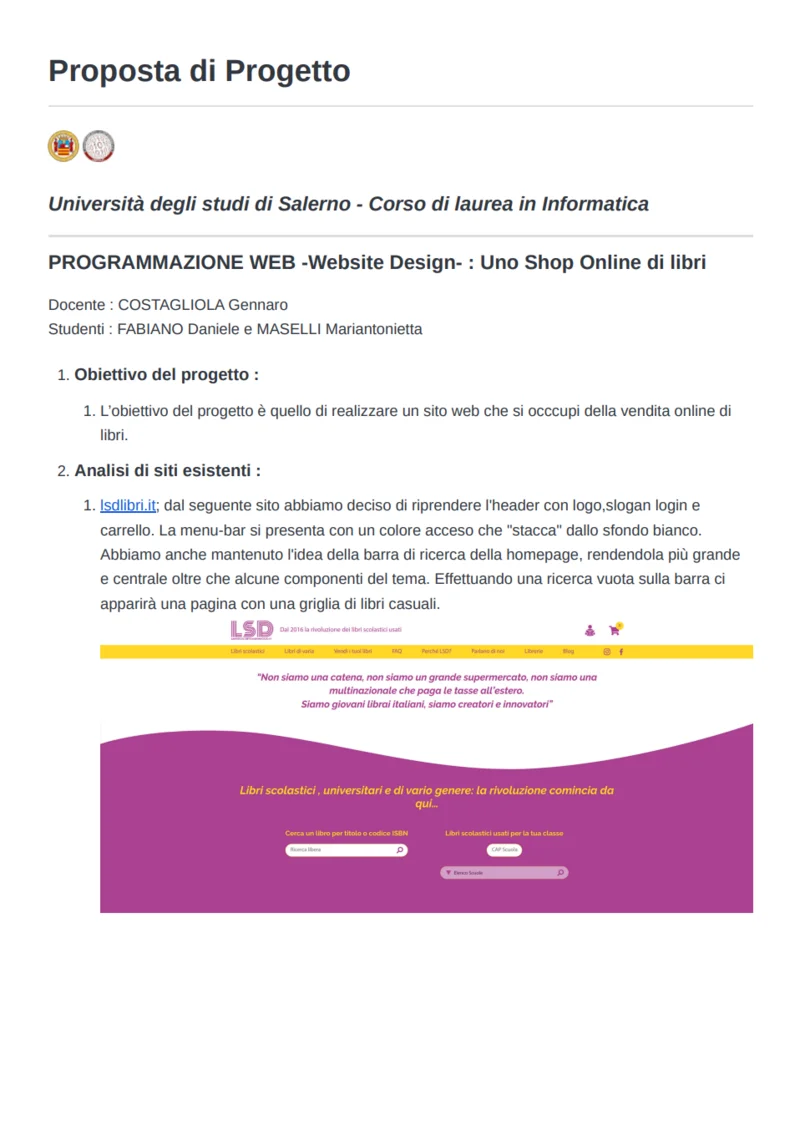 Proposta di Progetto
Università degli studi di Salerno - Corso di laurea in Informatica
PROGRAMMAZIONE WEB -Website Design- : Uno Shop Online di libri
Docente : COSTAGLIOLA Gennaro
Studenti : FABIANO Daniele e MASELLI Mariantonietta
1. Obiettivo del progetto :
1. L'obiettivo del progetto è quello di realizzare un sito web che si occcupi della vendita online di
libri.
2. Analisi di siti esistenti :
1. lsdlibri.it; dal seguente sito abbiamo deciso di riprendere l'header con logo,slogan login e
carrello. La menu-bar si presenta con un colore acceso che "stacca" dallo sfondo bianco.
Abbiamo anche mantenuto l'idea della barra di ricerca della homepage, rendendola più grande
e centrale oltre che alcune componenti del tema. Effettuando una ricerca vuota sulla barra ci
apparirà una pagina con una griglia di libri casuali.
LSD Dal 2016 la rivoluzione dei libri scolastici usati
Libri scolastici Libri di varia Vendi i tuoi libri FAQ Perché LSD? Parlano di noi Librerie Blog
"Non siamo una catena, non siamo un grande supermercato, non siamo una
multinazionale che paga le tasse all'estero.
Siamo giovani librai italiani, siamo creatori e innovatori"
Libri scolastici , universitari e di vario genere: la rivoluzione comincia da
qui...
Cerca un libro per titolo o codice ISBN Libri scolastici usati per la tua classe
Ricerca libera CAP Scuola
Elenco Scuole